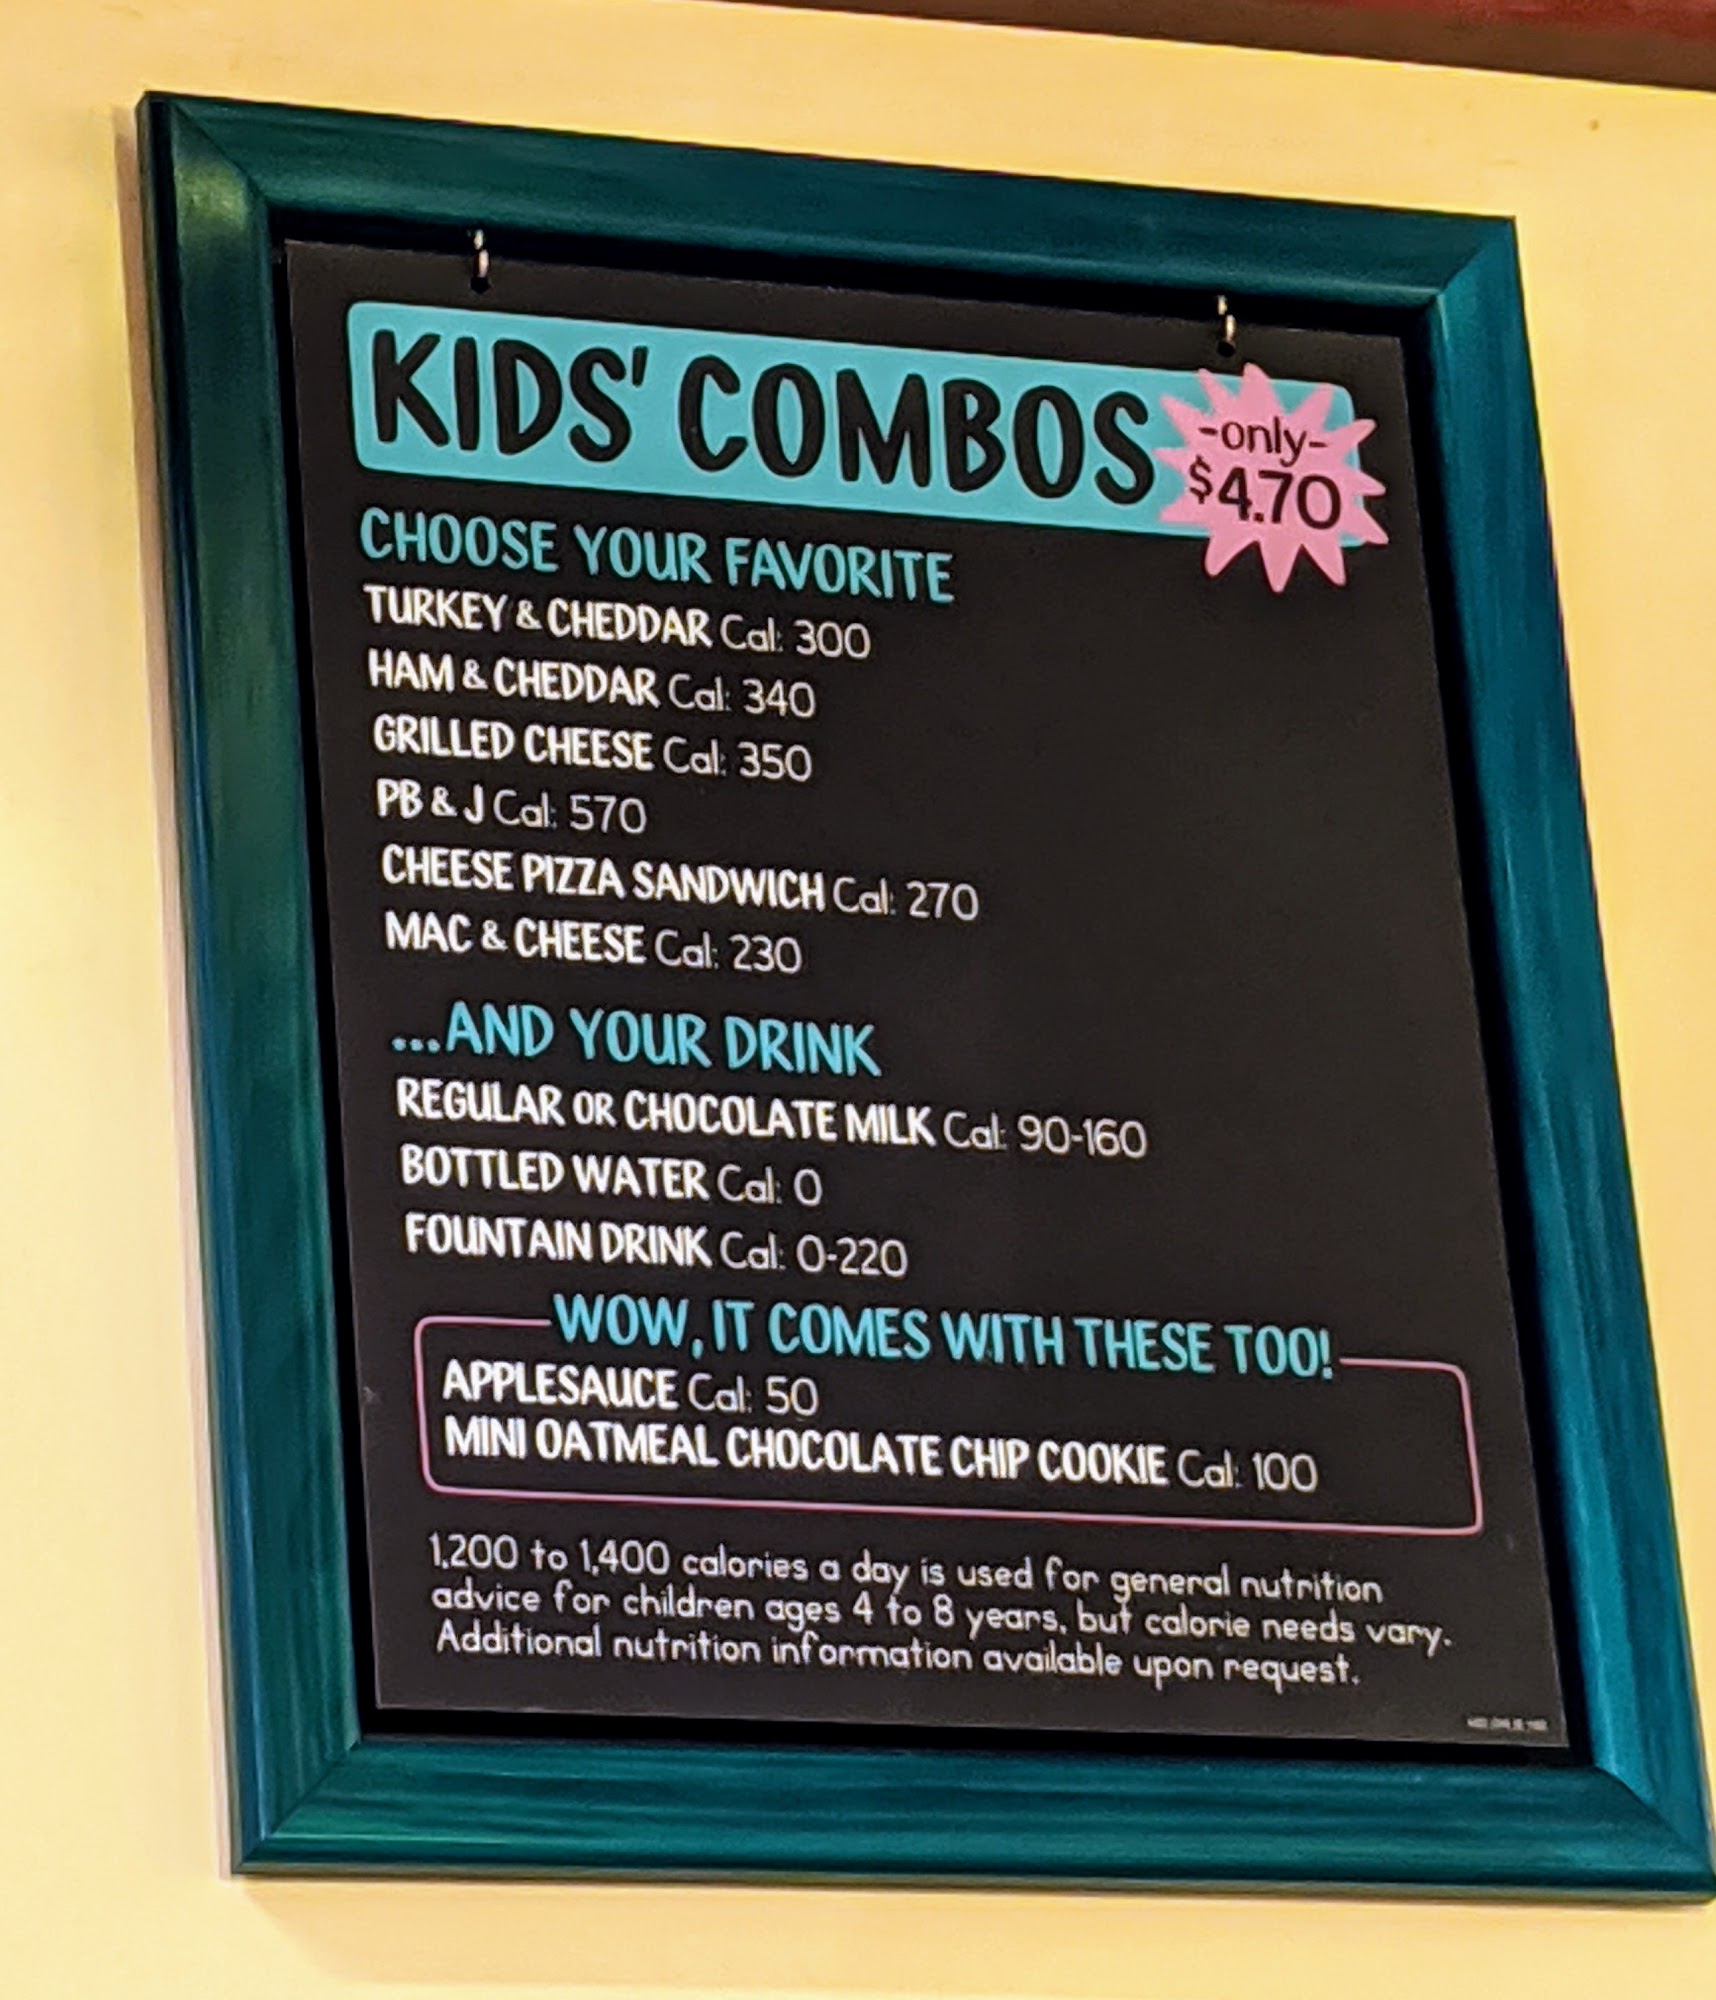 KIDS' COMBOS
-only-
$4.70
CHOOSE YOUR FAVORITE
TURKEY & CHEDDAR Cal: 300
HAM & CHEDDAR Cal: 340
GRILLED CHEESE Cal: 350
PB & J Cal: 570
CHEESE PIZZA SANDWICH Cal: 270
MAC & CHEESE Cal: 230
...AND YOUR DRINK
REGULAR OR CHOCOLATE MILK Cal: 90-160
BOTTLED WATER Cal: 0
FOUNTAIN DRINK Cal: 0-220
WOW, IT COMES WITH THESE TOO!
APPLESAUCE Cal: 50
MINI OATMEAL CHOCOLATE CHIP COOKIE Cal: 100
1,200 to 1,400 calories a day is used for general nutrition
advice for children ages 4 to 8 years, but calorie needs vary.
Additional nutrition information available upon request.